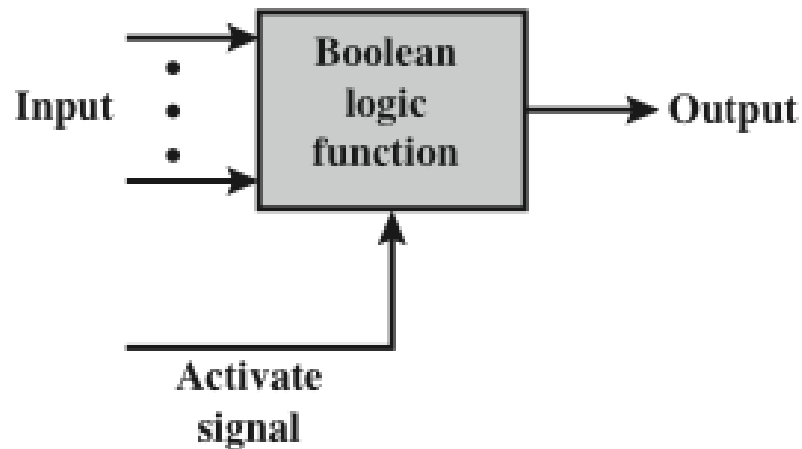 Boolean
logic
function
Input
Output
Activate
signal